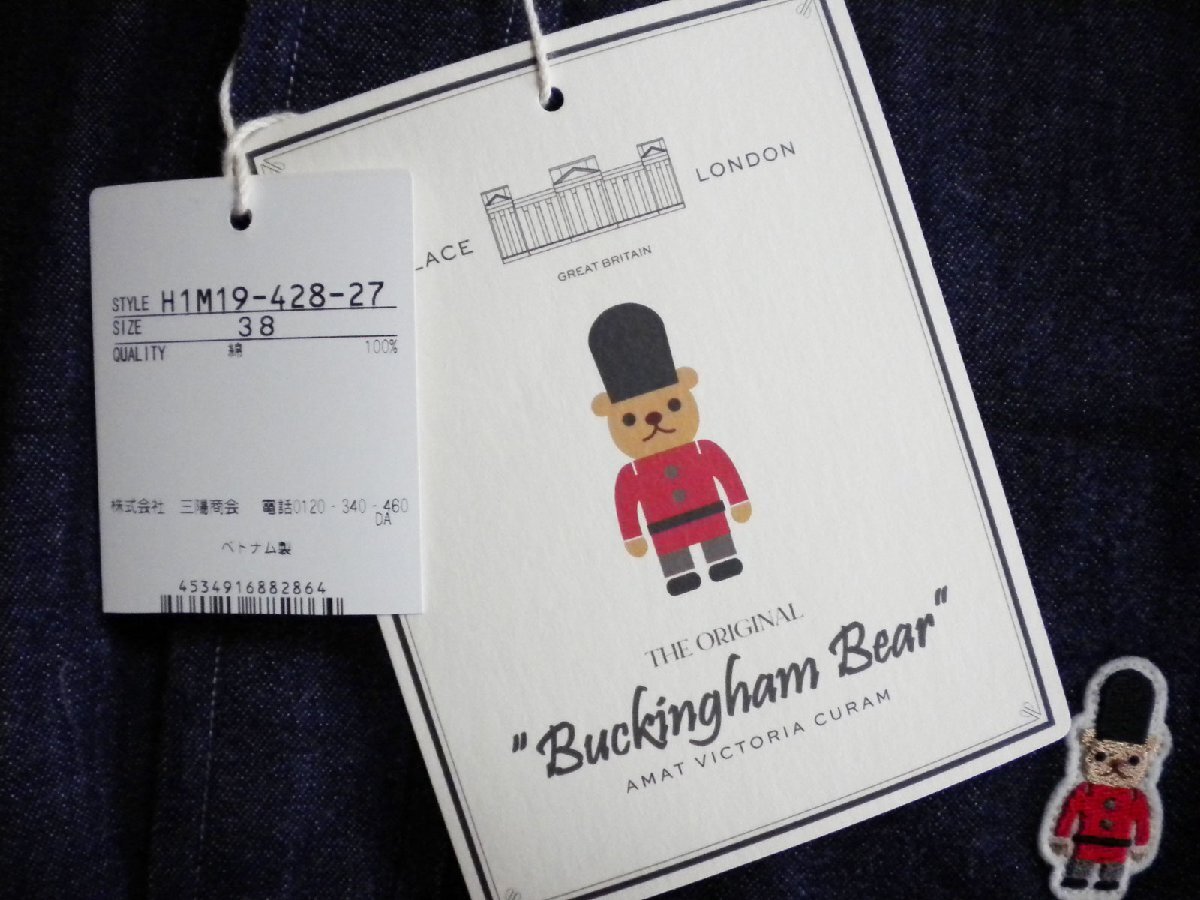 STYLE H1M19-428-27
SIZE 38
QUALITY 綿 100%
株式会社 三陽商会 電話0120-340-460
DA
ベトナム製
4534916882864
LACE
LONDON
GREAT BRITAIN
THE ORIGINAL
"Buckingham Bear"
AMAT VICTORIA CURAM